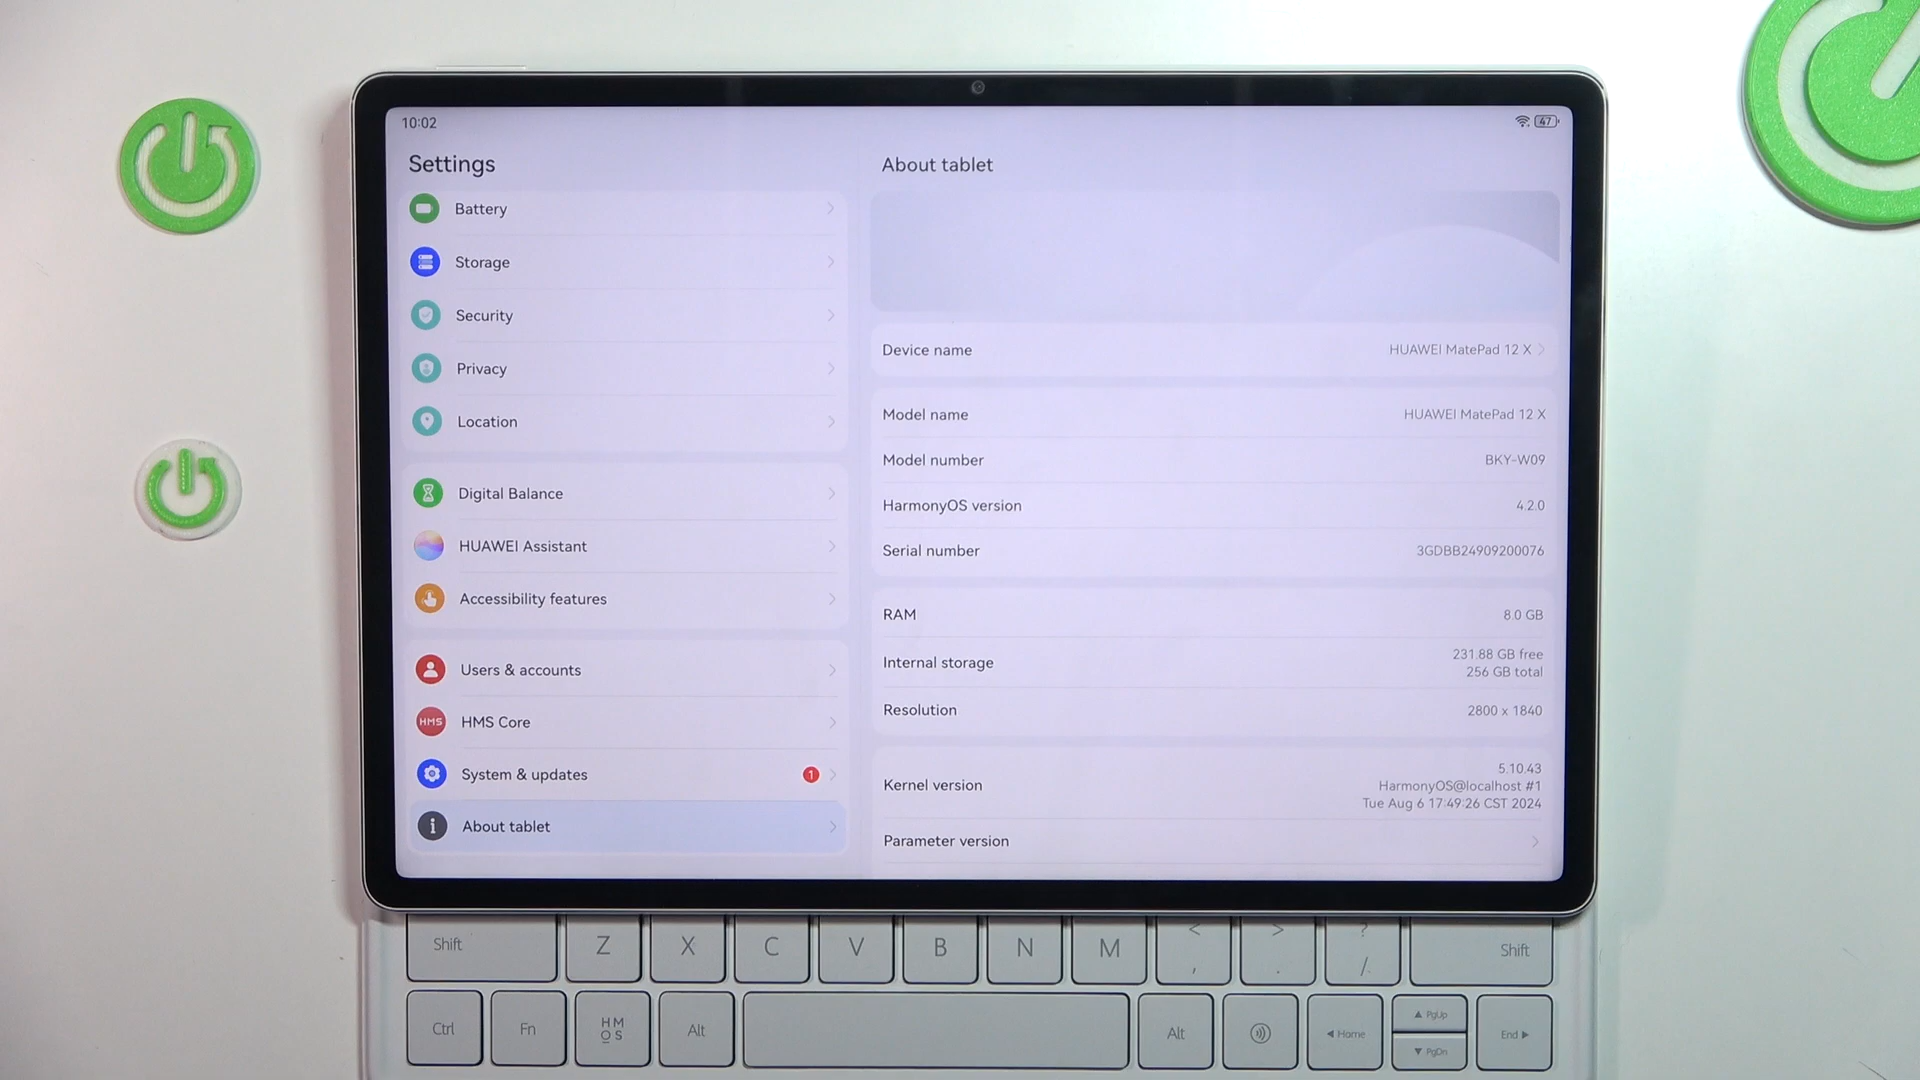 10:02
47
Settings
Battery
Storage
Security
Privacy
Location
Digital Balance
HUAWEI Assistant
Accessibility features
Users & accounts
HMS
HMS Core
System & updates
1
About tablet
About tablet
Device name
HUAWEI MatePad 12 X
Model name
HUAWEI MatePad 12 X
Model number
BKY-W09
HarmonyOS version
4.2.0
Serial number
3GDBB24909200076
RAM
8.0 GB
Internal storage
231.88 GB free
256 GB total
Resolution
2800 x 1840
Kernel version
5.10.43
HarmonyOS@localhost #1
Tue Aug 6 17:49:26 CST 2024
Parameter version
Shift Z X C V B N M < , > . ? / Shift
Ctrl Fn HMOS Alt Alt Home PgUp PgDn End